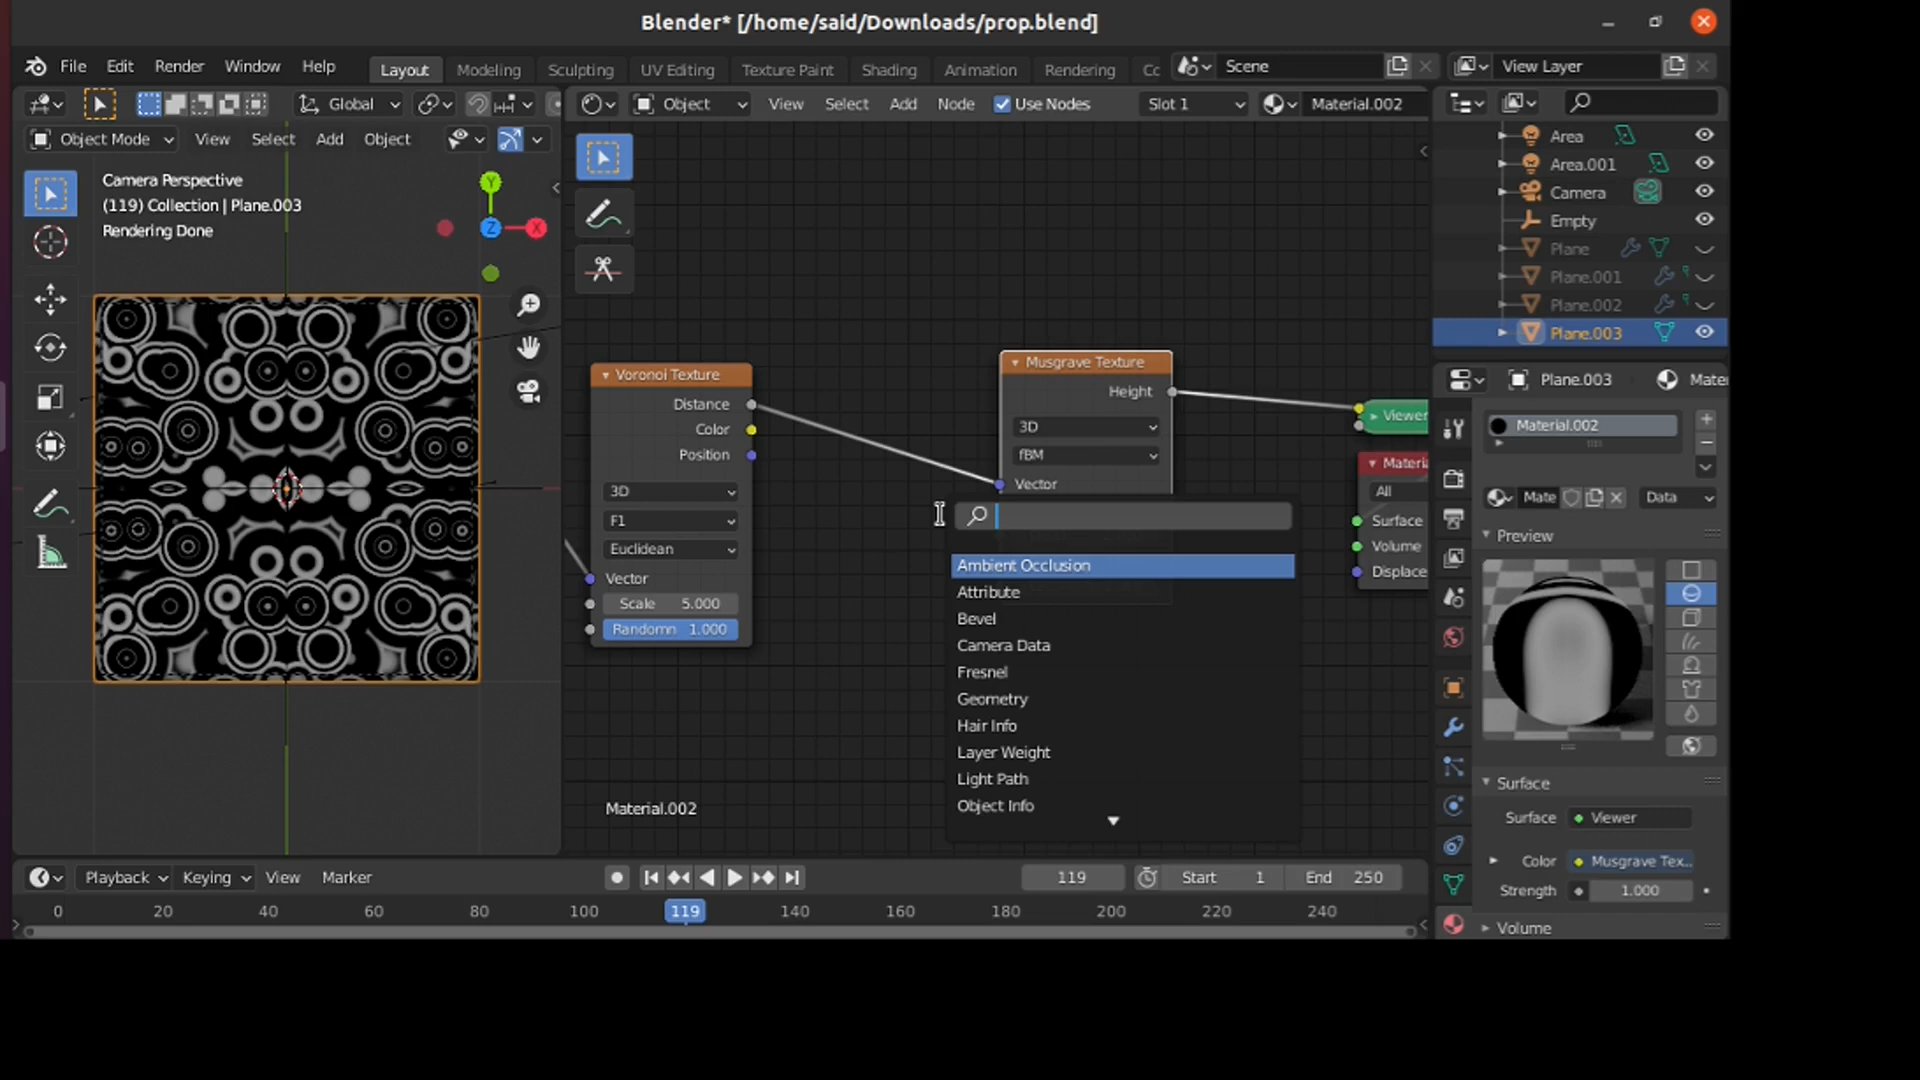 Blender* [/home/said/Downloads/prop.blend]
File Edit Render Window Help Layout Modeling Sculpting UV Editing Texture Paint Shading Animation Rendering Cc Scene View Layer
Global Object View Select Add Node Use Nodes Slot 1 Material.002
Object Mode View Select Add Object
Camera Perspective
(119) Collection | Plane.003
Rendering Done
Y
Z
X
Voronoi Texture
Distance
Color
Position
3D
F1
Euclidean
Vector
Scale 5.000
Randomn 1.000
Musgrave Texture
Height
3D
fBM
Vector
Ambient Occlusion
Attribute
Bevel
Camera Data
Fresnel
Geometry
Hair Info
Layer Weight
Light Path
Object Info
Viewer
Materi
All
Surface
Volume
Displace
Material.002
Area
Area.001
Camera
Empty
Plane
Plane.001
Plane.002
Plane.003
Plane.003 Mate
Material.002
Mate Data
Preview
Surface
Surface Viewer
Color Musgrave Tex...
Strength 1.000
Volume
Playback Keying View Marker 119 Start 1 End 250
0 20 40 60 80 100 119 140 160 180 200 220 240